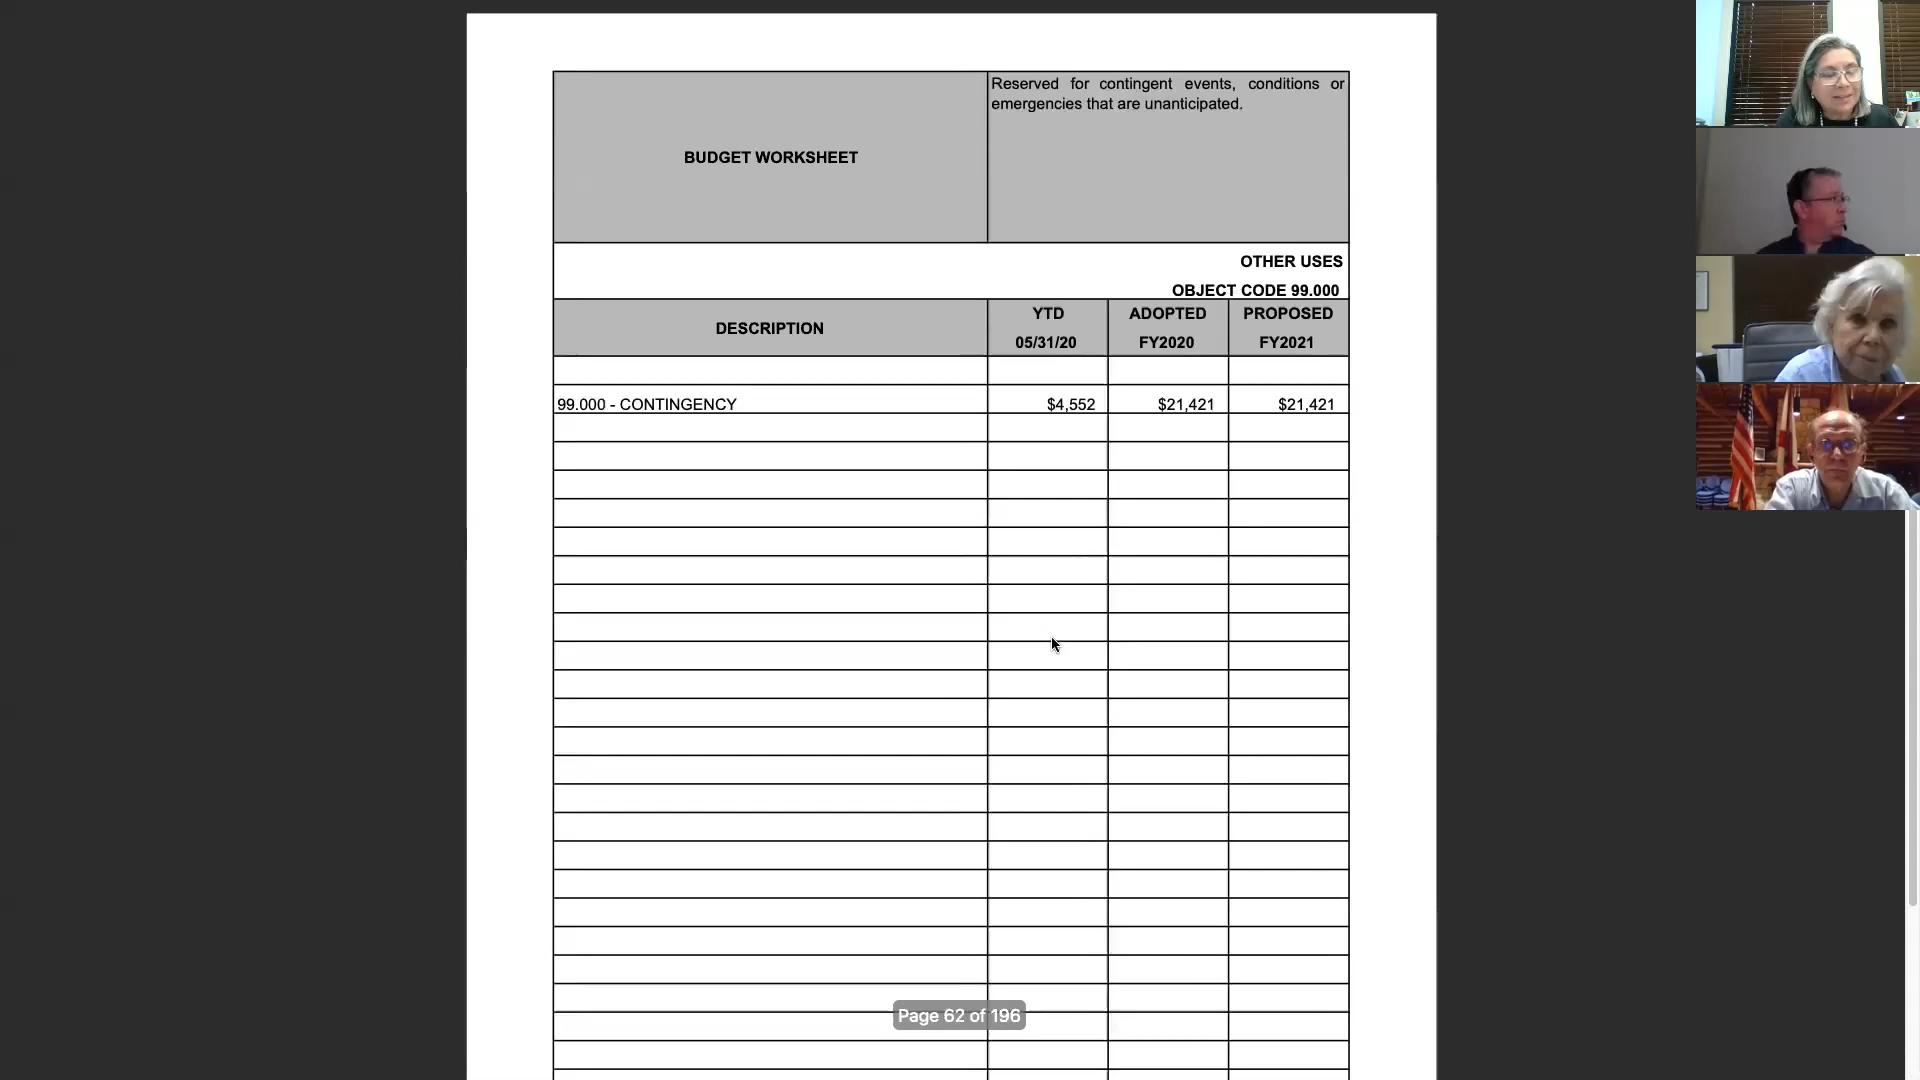 Reserved for contingent events, conditions or
emergencies that are unanticipated.
BUDGET WORKSHEET
OTHER USES
OBJECT CODE 99.000
DESCRIPTION
YTD
05/31/20
ADOPTED
FY2020
PROPOSED
FY2021
99.000 - CONTINGENCY $4,552 $21,421 $21,421
Page 62 of 196